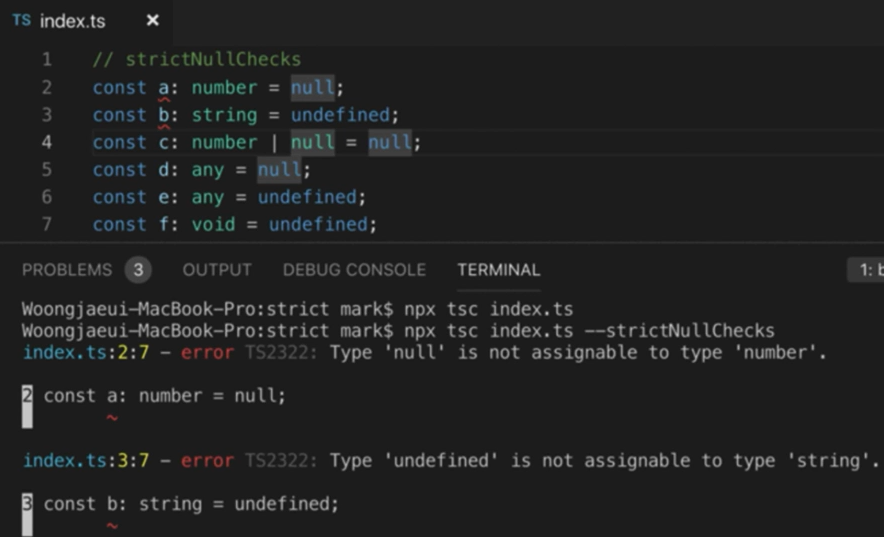 TS index.ts ×
1 // strictNullChecks
2 const a: number = null;
3 const b: string = undefined;
4 const c: number | null = null;
5 const d: any = null;
6 const e: any = undefined;
7 const f: void = undefined;
PROBLEMS 3 OUTPUT DEBUG CONSOLE TERMINAL 1: b
Woongjaeui-MacBook-Pro:strict mark$ npx tsc index.ts
Woongjaeui-MacBook-Pro:strict mark$ npx tsc index.ts --strictNullChecks
index.ts:2:7 - error TS2322: Type 'null' is not assignable to type 'number'.
2 const a: number = null;
~
index.ts:3:7 - error TS2322: Type 'undefined' is not assignable to type 'string'.
3 const b: string = undefined;
~